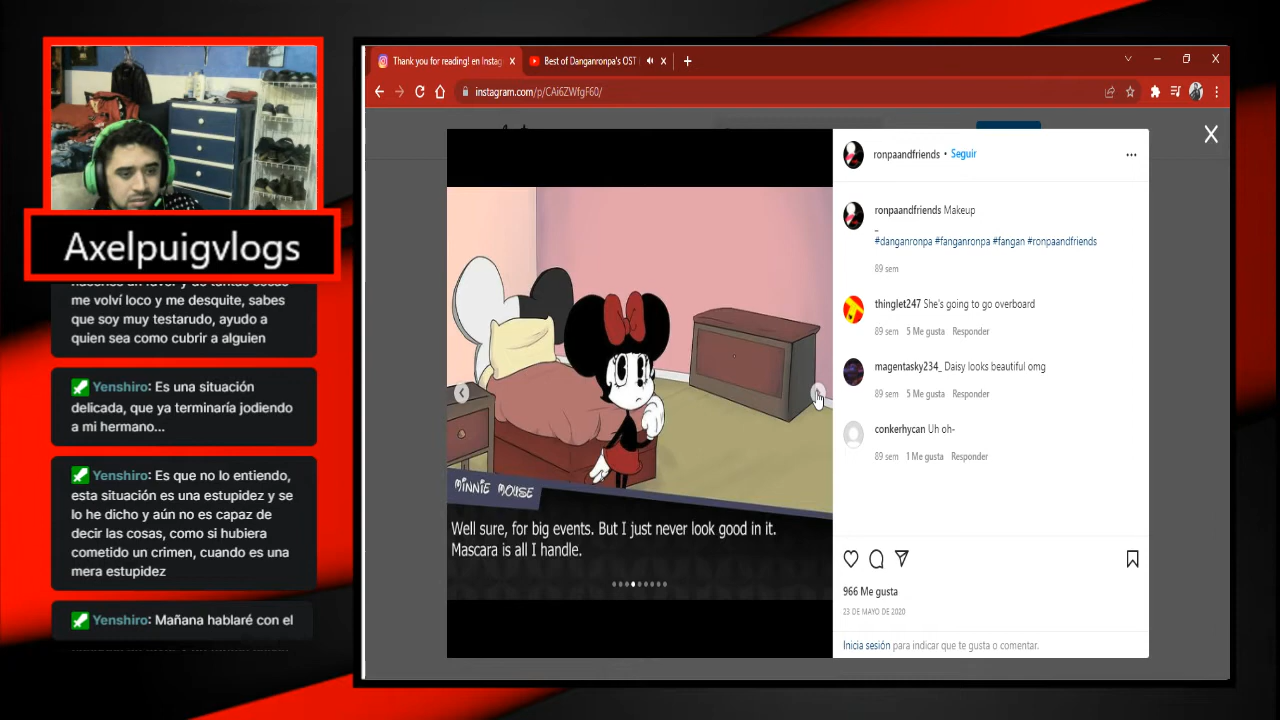 Axelpuigvlogs
me volví loco y me desquite, sabes
que soy muy testarudo, ayudo a
quien sea como cubrir a alguien
Yenshiro: Es una situación
delicada, que ya terminaría jodiendo
a mi hermano...
Yenshiro: Es que no lo entiendo,
esta situación es una estupidez y se
lo he dicho y aún no es capaz de
decir las cosas, como si hubiera
cometido un crimen, cuando es una
mera estupidez
Yenshiro: Mañana hablaré con el
Thank you for reading! en Instag
Best of Danganronpa's OST
instagram.com/p/CAi6ZWfgF60/
MINNIE MOUSE
Well sure, for big events. But I just never look good in it.
Mascara is all I handle.
ronpaandfriends • Seguir
ronpaandfriends Makeup
_
#danganronpa #fanganronpa #fangan #ronpaandfriends
89 sem
thinglet247 She's going to go overboard
89 sem 5 Me gusta Responder
magentasky234_ Daisy looks beautiful omg
89 sem 5 Me gusta Responder
conkerhycan Uh oh-
89 sem 1 Me gusta Responder
966 Me gusta
23 DE MAYO DE 2020
Inicia sesión para indicar que te gusta o comentar.